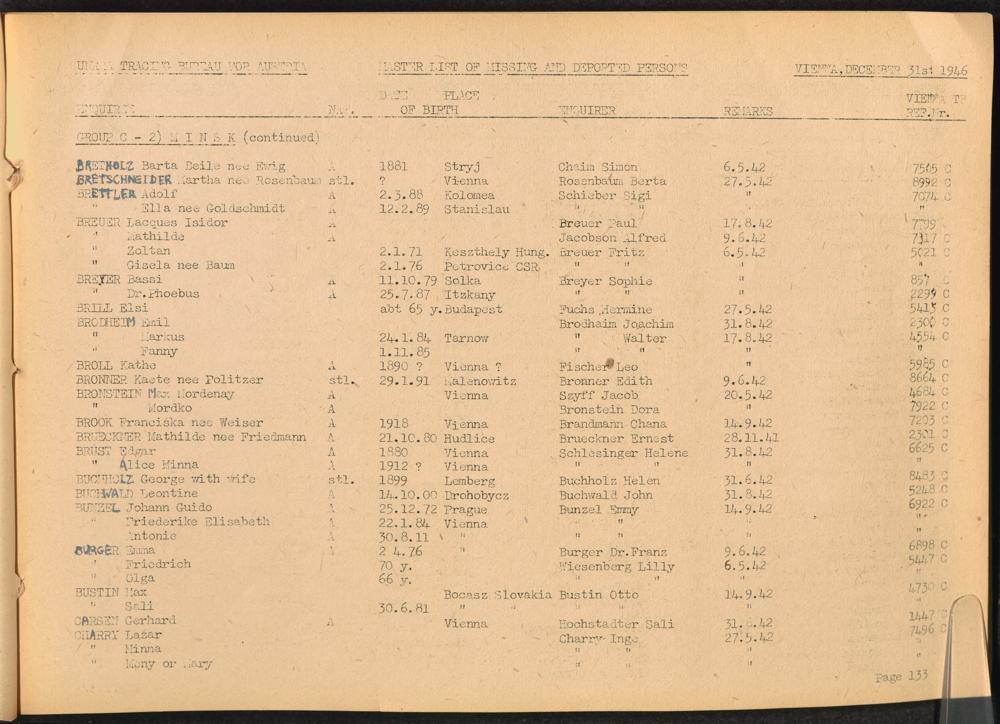 TRACING BUREAU FOR AUSTRIA MASTER LIST OF MISSING AND DEPORTED PERSONS VIENNA, DECEMBER 31st 1946
ENQUIRIES NAT. DATE PLACE OF BIRTH ENQUIRER REMARKS VIENNA TB REF.Nr.
GROUP C - 2) M I N S K (continued)
BRETHOLZ Barta Beile nee Ewig A 1881 Stryj Chaim Simon 6.5.42 7565 C
BRETSCHNEIDER Martha nee Rosenbaum stl. ? Vienna Rosenbaum Berta 27.5.42 8992 C
BRETTLER Adolf A 2.3.88 Kolomea Schieber Sigi " 7674 C
" Ella nee Goldschmidt A 12.2.89 Stanislau " " " "
BREUER Lacques Isidor A Breuer Paul 17.8.42
" Mathilde A Jacobson Alfred 9.6.42 7317 C
" Zoltan 2.1.71 Keszthely Hung. Breuer Fritz 6.5.42 5021 C
" Gisela nee Baum 2.1.76 Petrovice CSR " " " "
BREYER Bassi A 11.10.79 Solka Breyer Sophie " 857 C
" Dr.Phoebus A 25.7.87 Itzkany " " " 2299 C
BRILL Elsi abt 65 y. Budapest Fuchs Hermine 27.5.42 5415 C
BRODHEIM Emil Brodhaim Joachim 31.8.42 2300 C
" Markus 24.1.84 Tarnow " Walter 17.8.42 4554 C
" Fanny 1.11.85 " " " "
BROLL Kathe A 1890 ? Vienna ? Fischer Leo " 5985 C
BRONNER Kaete nee Politzer stl. 29.1.91 Malenowitz Bronner Edith 9.6.42 8664 C
BRONSTEIN Max Mordenay A Vienna Szyff Jacob 20.5.42 4684 C
" Mordko A Bronstein Dora 7922 C
BROOK Franciska nee Weiser A 1918 Vienna Brandmann Chana 14.9.42 7203 C
BRUECKNER Mathilde nee Friedmann A 21.10.80 Hudlice Brueckner Ernest 28.11.41 2301 C
BRUST Edgar A 1880 Vienna Schlesinger Helene 31.8.42 6625 C
" Alice Minna A 1912 ? Vienna " " " "
BUCHHOLZ George with wife stl. 1899 Lemberg Buchholz Helen 31.6.42 8483 C
BUCHWALD Leontine A 14.10.00 Drohobycz Buchwald John 31.8.42 5248 C
BUNZEL Johann Guido A 25.12.72 Prague Bunzel Emmy 14.9.42 6922 C
" Friederike Elisabeth A 22.1.84 Vienna " " " "
" Antonie A 30.8.11 " " " " "
BURGER Emma A 2 4.76 Burger Dr.Franz 9.6.42 6898 C
" Friedrich 70 y. Wiesenberg Lilly 6.5.42 5447 C
" Olga 66 y. " " " "
BUSTIN Max Bocasz Slovakia Bustin Otto 14.9.42 4730 C
" Sali 30.6.81 " " " " " "
CARSEN Gerhard A Vienna Hochstadter Sali 31.8.42 1447 C
CHARRY Lazar Charry Inge 27.5.42 7496 C
" Minna " " " "
" Meny or Mary " " " "
Page 133